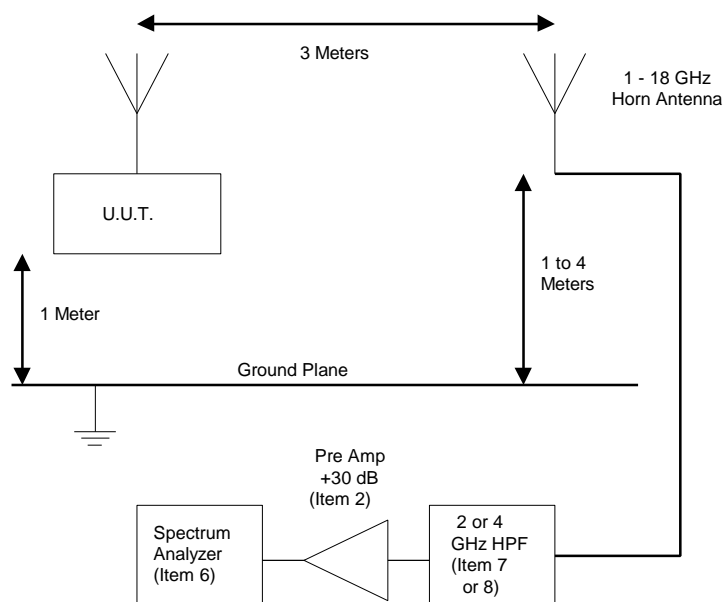 3 Meters
1 - 18 GHz
Horn Antenna
U.U.T.
1 to 4
Meters
1 Meter
Ground Plane
Pre Amp
+30 dB
(Item 2)
Spectrum
Analyzer
(Item 6)
2 or 4
GHz HPF
(Item 7
or 8)